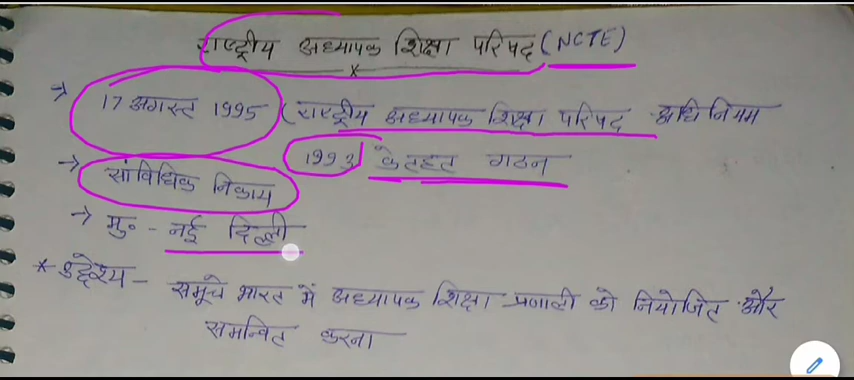 राष्ट्रीय अध्यापक शिक्षा परिषद (NCTE)
→ 17 अगस्त 1995 (राष्ट्रीय अध्यापक शिक्षा परिषद अधिनियम
1993 के तहत गठन
→ सांविधिक निकाय
→ मु॰ - नई दिल्ली
* उद्देश्य - समूचे भारत में अध्यापक शिक्षा प्रणाली को नियोजित और
समन्वित करना